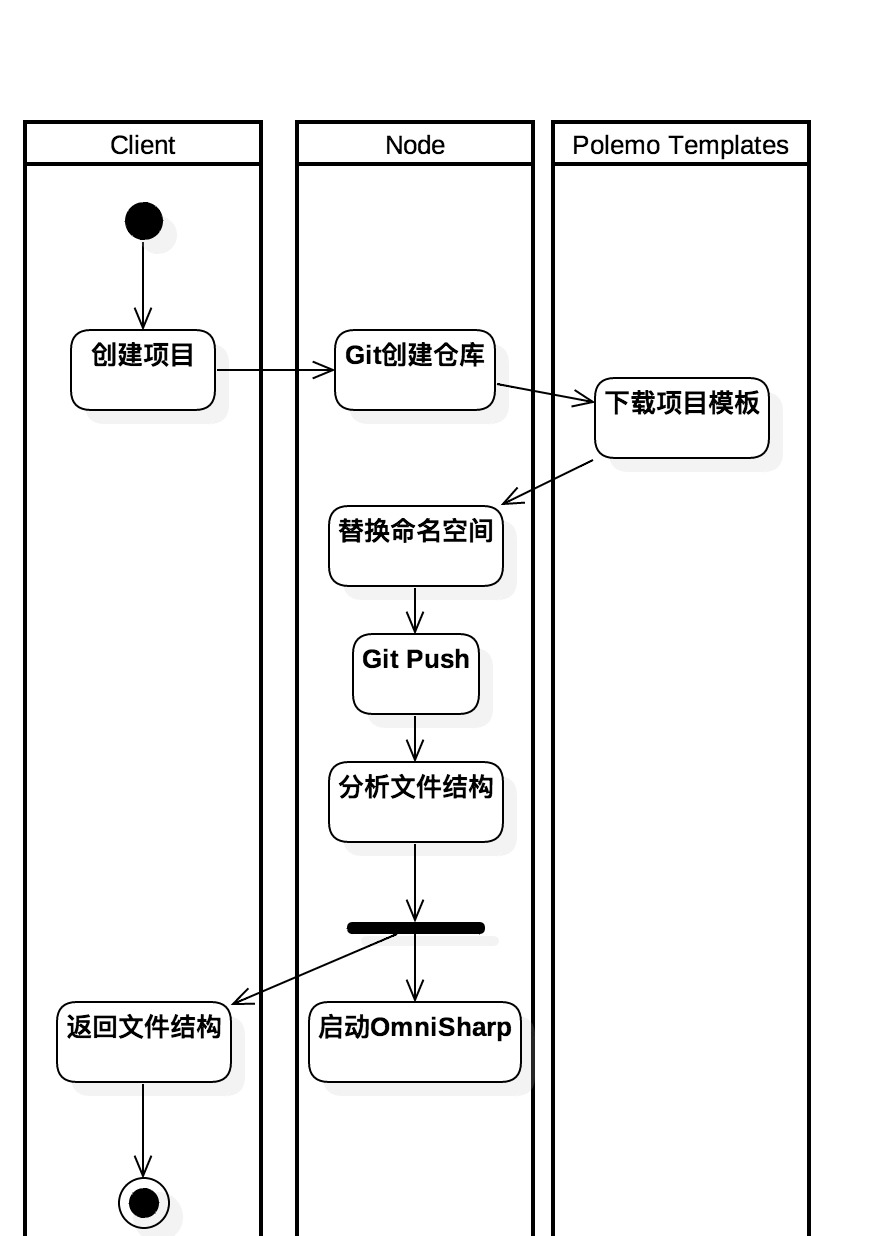 Client
Node
Polemo Templates
创建项目
Git创建仓库
下载项目模板
替换命名空间
Git Push
分析文件结构
返回文件结构
启动OmniSharp